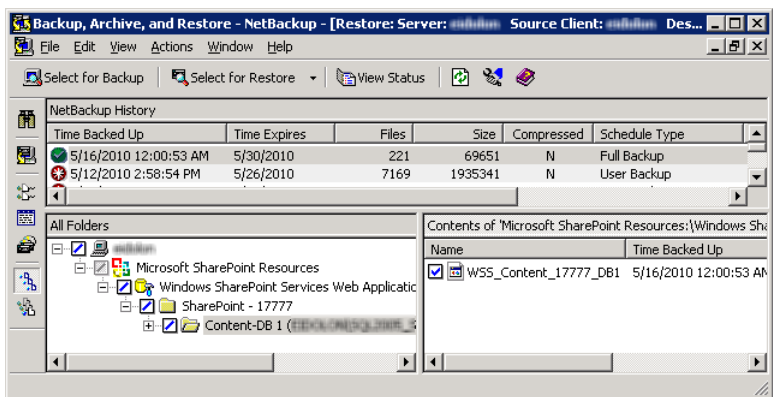 Backup, Archive, and Restore - NetBackup - [Restore: Server: Source Client: Des...
File Edit View Actions Window Help
Select for Backup Select for Restore View Status
NetBackup History
Time Backed Up Time Expires Files Size Compressed Schedule Type
5/16/2010 12:00:53 AM 5/30/2010 221 69651 N Full Backup
5/12/2010 2:58:54 PM 5/26/2010 7169 1935341 N User Backup
All Folders
Contents of 'Microsoft SharePoint Resources:\Windows Sha
Name Time Backed Up
Microsoft SharePoint Resources
WSS_Content_17777_DB1 5/16/2010 12:00:53 AM
Windows SharePoint Services Web Applicatic
SharePoint - 17777
Content-DB 1 (